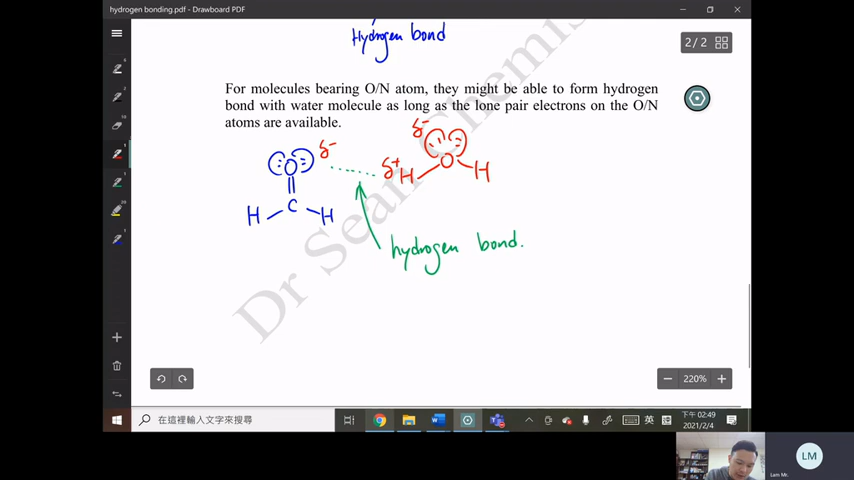 hydrogen bonding.pdf - Drawboard PDF
Hydrogen bond
2/2
For molecules bearing O/N atom, they might be able to form hydrogen
bond with water molecule as long as the lone pair electrons on the O/N
atoms are available.
δ-
δ-
O
δ+
H
O
H
C
H
H
hydrogen bond.
Dr Sean Chemis
220%
在這裡輸入文字來搜尋
英
下午 02:49
2021/2/4
LM
Lam Mr.